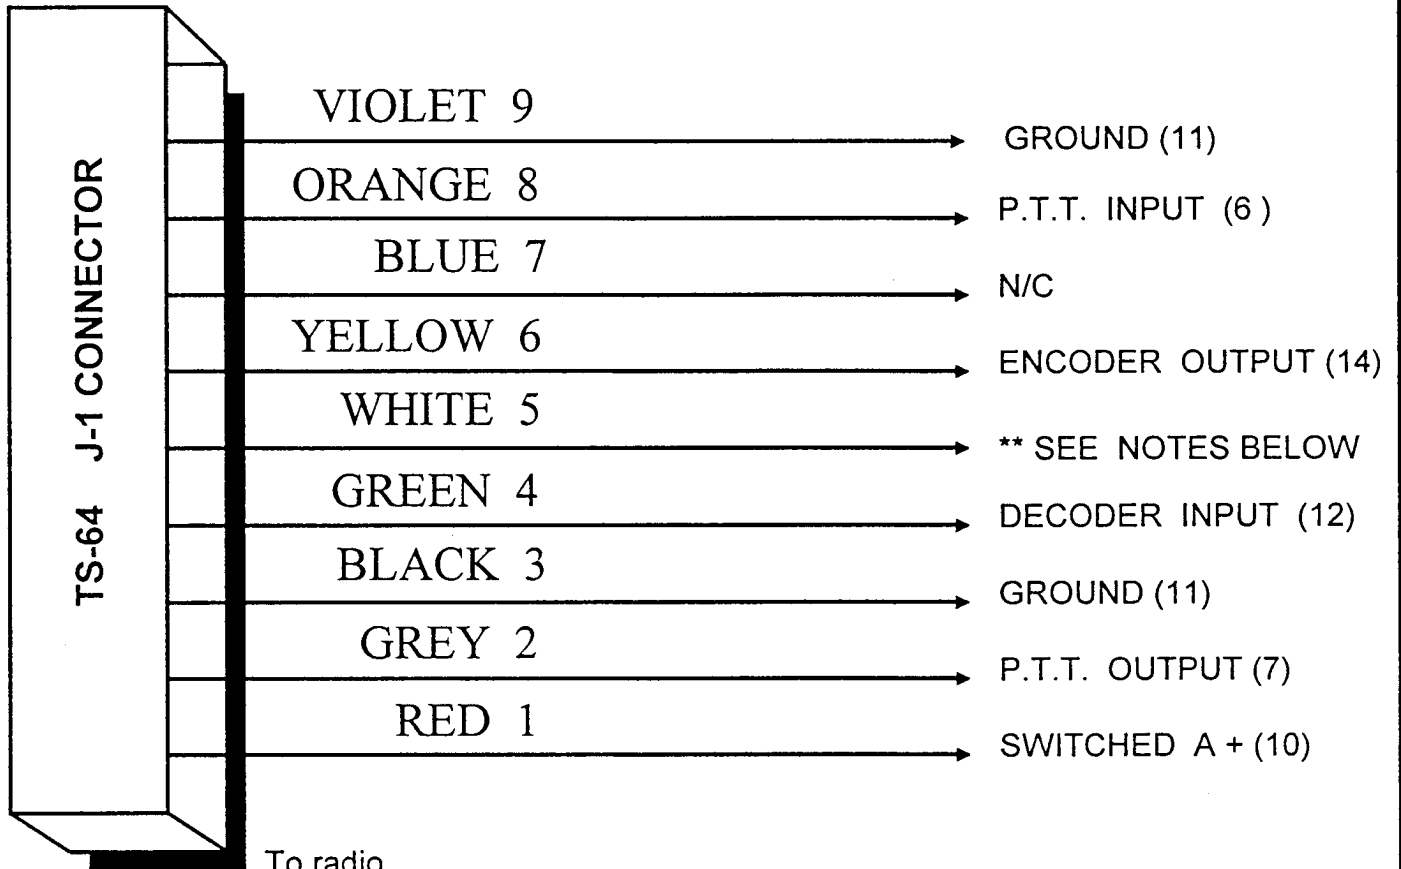 TS-64 J-1 CONNECTOR
VIOLET 9
GROUND (11)
ORANGE 8
P.T.T. INPUT (6 )
BLUE 7
N/C
YELLOW 6
ENCODER OUTPUT (14)
WHITE 5
** SEE NOTES BELOW
GREEN 4
DECODER INPUT (12)
BLACK 3
GROUND (11)
GREY 2
P.T.T. OUTPUT (7)
RED 1
SWITCHED A + (10)
To radio